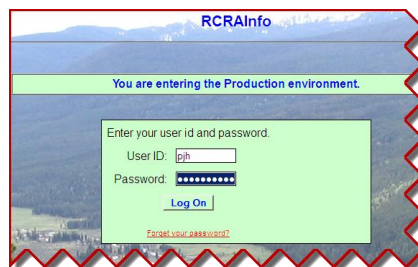 RCRAInfo
You are entering the Production environment.
Enter your user id and password.
User ID: pjh
Password: ••••••••••
Log On
Forget your password?